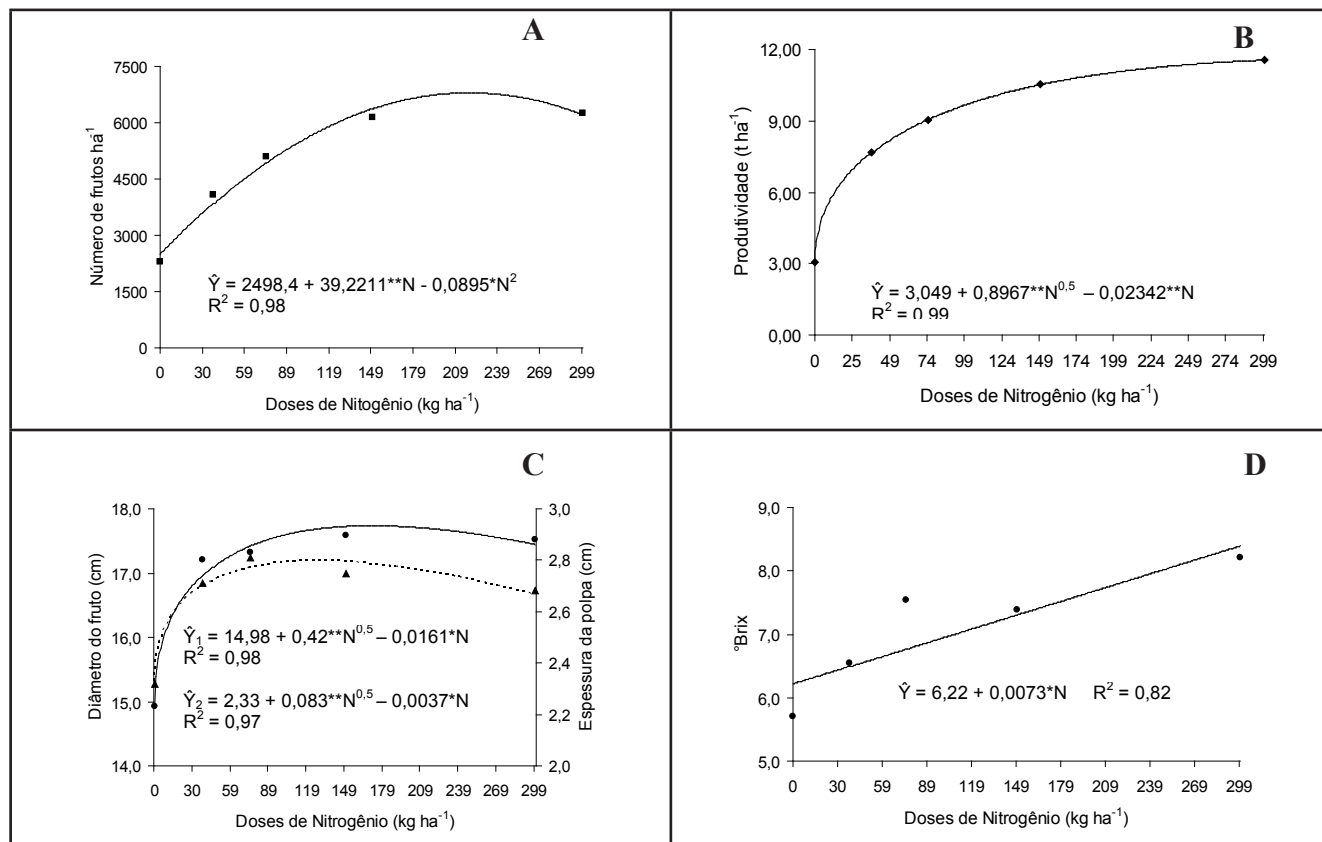 A
Número de frutos há⁻¹
7500
6000
4500
3000
1500
0
Ŷ = 2498,4 + 39,2211**N - 0,0895*N²
R² = 0,98
0 30 59 89 119 149 179 209 239 269 299
Doses de Nitogênio (kg ha⁻¹)
B
Produtividade (t ha⁻¹)
12,00
9,00
6,00
3,00
0,00
Ŷ = 3,049 + 0,8967**N⁰,⁵ – 0,02342**N
R² = 0,99
0 25 50 74 99 124 149 174 199 224 249 274 299
Doses de Nitrogênio (kg ha⁻¹)
C
Diâmetro do fruto (cm)
18,0
17,0
16,0
15,0
14,0
Ŷ₁ = 14,98 + 0,42**N⁰,⁵ – 0,0161*N
R² = 0,98
Ŷ₂ = 2,33 + 0,083**N⁰,⁵ – 0,0037*N
R² = 0,97
3,0
2,8
2,6
2,4
2,2
2,0
Espessura da polpa (cm)
0 30 59 89 119 149 179 209 239 269 299
Doses de Nitrogênio (kg ha⁻¹)
D
°Brix
9,0
8,0
7,0
6,0
5,0
Ŷ = 6,22 + 0,0073*N R² = 0,82
0 30 59 89 119 149 179 209 239 269 299
Doses de Nitrogênio (kg ha⁻¹)